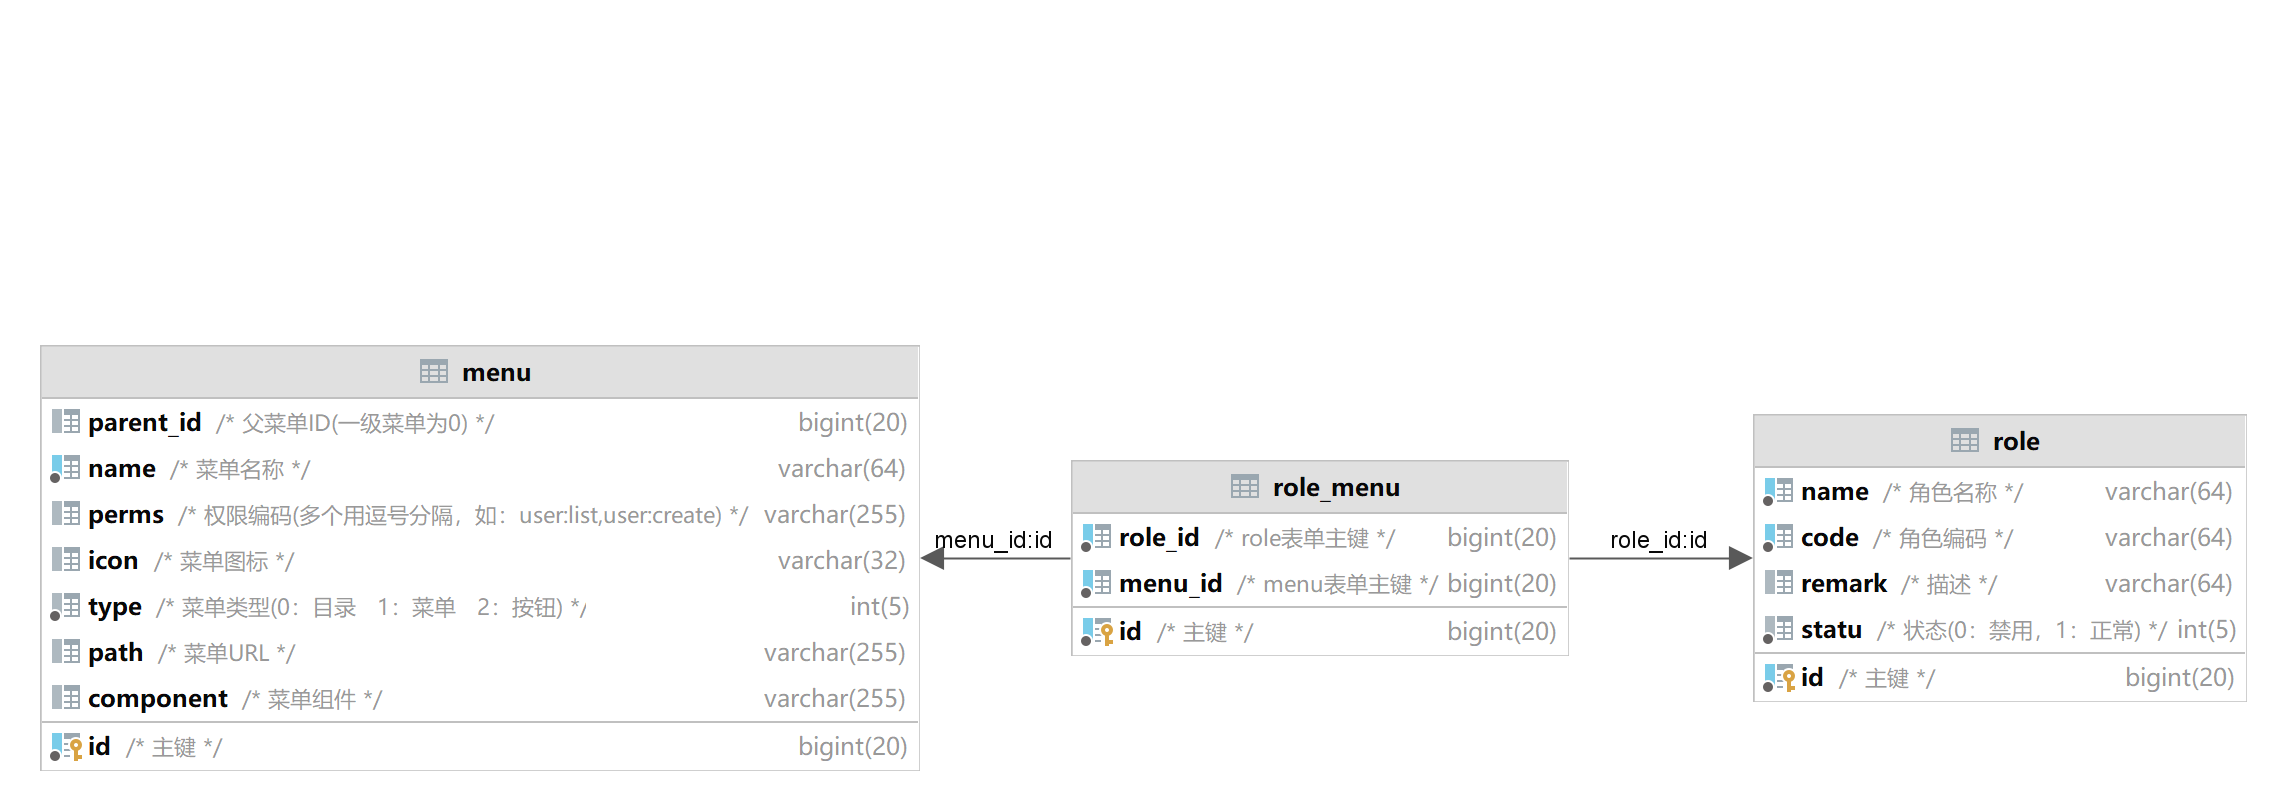 menu
parent_id /* 父菜单ID(一级菜单为0) */ bigint(20)
name /* 菜单名称 */ varchar(64)
perms /* 权限编码(多个用逗号分隔，如：user:list,user:create) */ varchar(255)
icon /* 菜单图标 */ varchar(32)
type /* 菜单类型(0：目录 1：菜单 2：按钮) */ int(5)
path /* 菜单URL */ varchar(255)
component /* 菜单组件 */ varchar(255)
id /* 主键 */ bigint(20)
menu_id:id
role_menu
role_id /* role表单主键 */ bigint(20)
menu_id /* menu表单主键 */ bigint(20)
id /* 主键 */ bigint(20)
role_id:id
role
name /* 角色名称 */ varchar(64)
code /* 角色编码 */ varchar(64)
remark /* 描述 */ varchar(64)
statu /* 状态(0：禁用，1：正常) */ int(5)
id /* 主键 */ bigint(20)